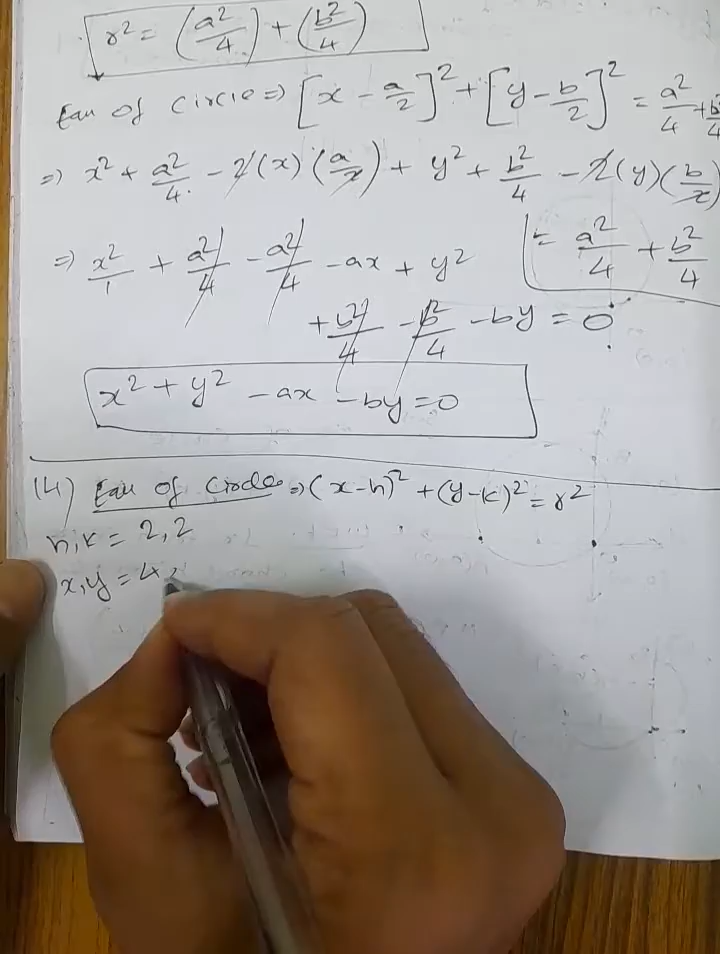 r² = (a²/4) + (b²/4)
Eqn of Circle ⇒ [x - a/2]² + [y - b/2]² = a²/4 + b²/4
⇒ x² + a²/4 - 2(x)(a/2) + y² + b²/4 - 2(y)(b/2)
= a²/4 + b²/4
⇒ x²/1 + a²/4 - a²/4 - ax + y²
+ b²/4 - b²/4 - by = 0
x² + y² - ax - by = 0
14) Eqn of Circle ⇒ (x-h)² + (y-k)² = r²
h,k = 2,2
x,y = 4,